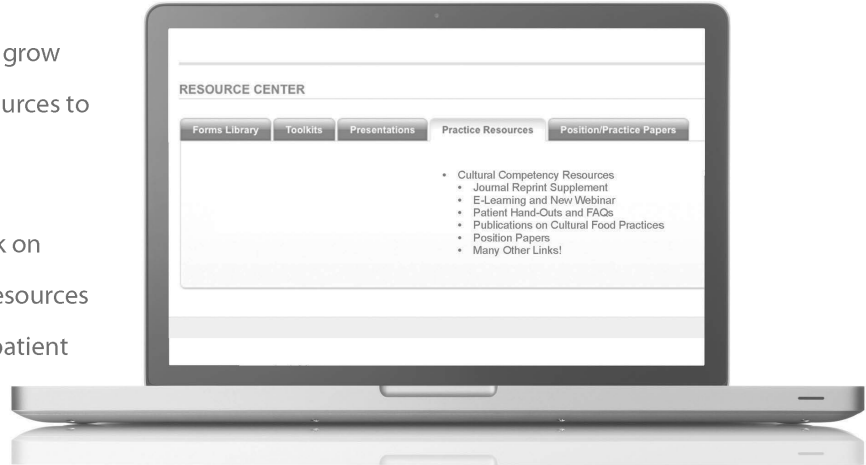 grow
urces to
k on
esources
patient
RESOURCE CENTER
Forms Library Toolkits Presentations Practice Resources Position/Practice Papers
• Cultural Competency Resources
• Journal Reprint Supplement
• E-Learning and New Webinar
• Patient Hand-Outs and FAQs
• Publications on Cultural Food Practices
• Position Papers
• Many Other Links!